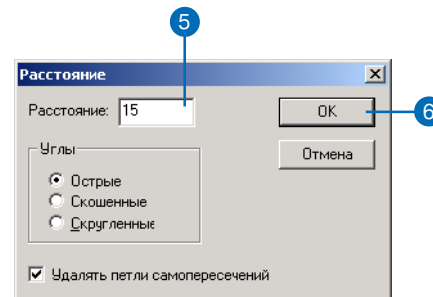 5
Расстояние
Расстояние: 15
OK
6
Углы
Отмена
Острые
Скошенные
Скругленные
Удалять петли самопересечений